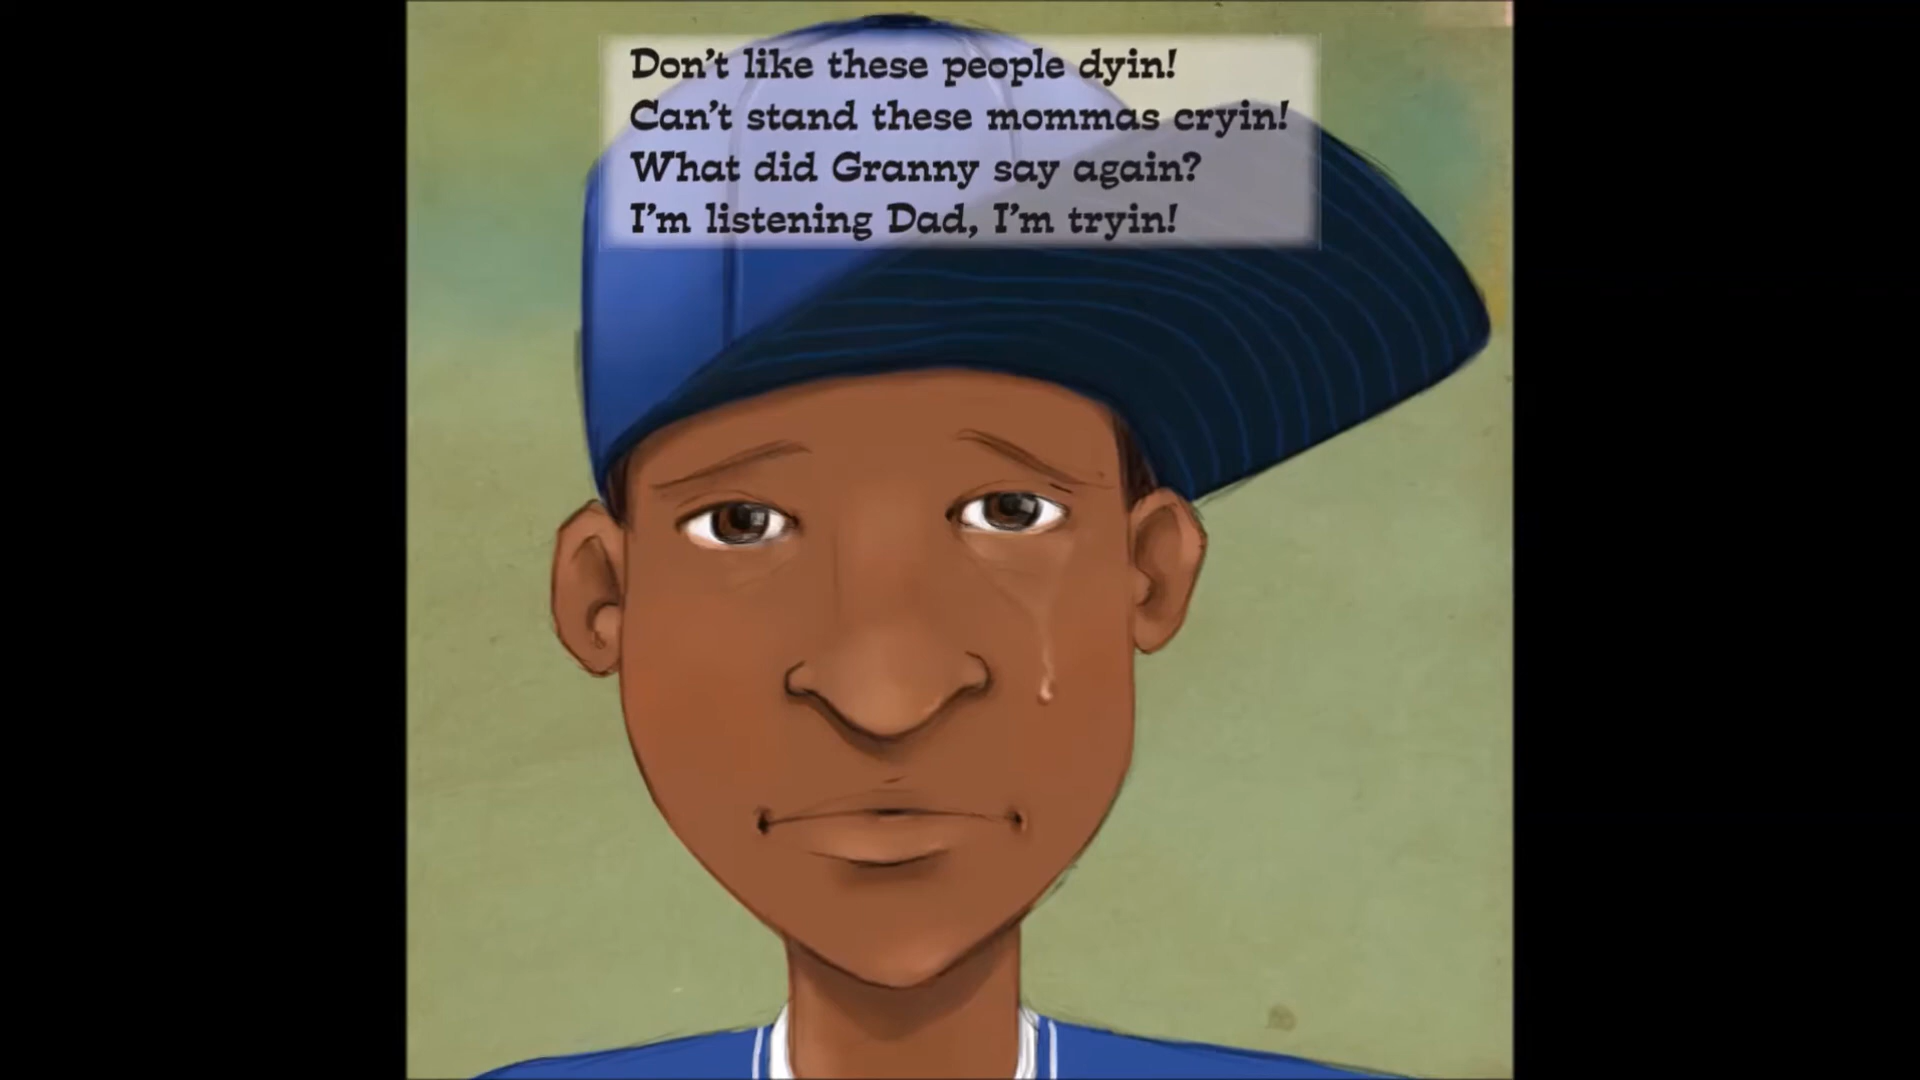 Don't like these people dyin!
Can't stand these mommas cryin!
What did Granny say again?
I'm listening Dad, I'm tryin!